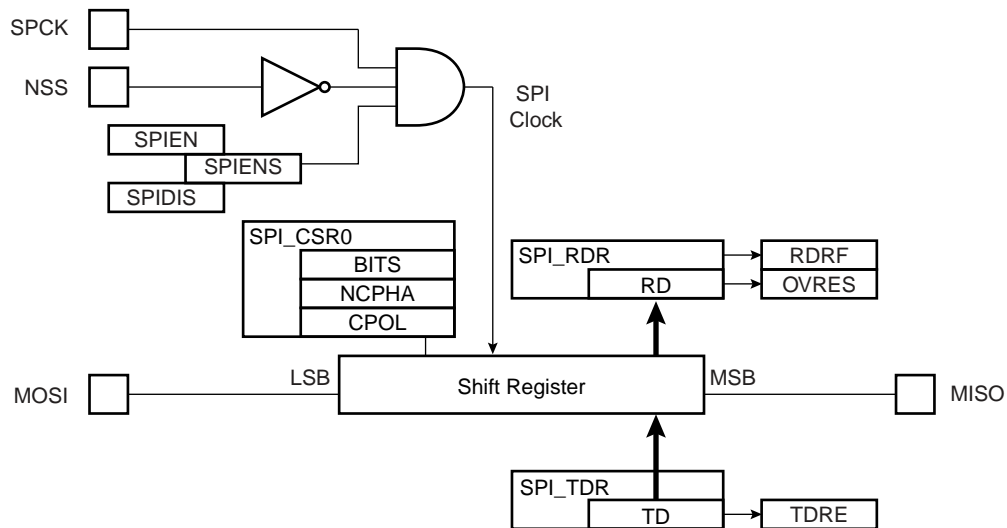 SPCK
NSS
SPI
Clock
SPIEN
SPIENS
SPIDIS
SPI_CSR0
BITS
NCPHA
CPOL
SPI_RDR
RD
RDRF
OVRES
LSB
Shift Register
MSB
MOSI
MISO
SPI_TDR
TD
TDRE